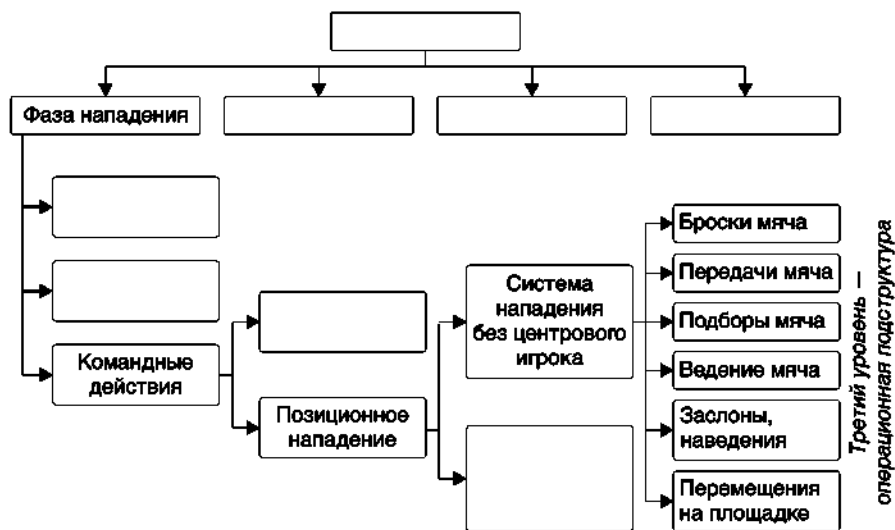 Фаза нападения
Командные
действия
Позиционное
нападение
Система
нападения
без центрового
игрока
Броски мяча
Передачи мяча
Подборы мяча
Ведение мяча
Заслоны,
наведения
Перемещения
на площадке
Третий уровень —
операционная подструктура